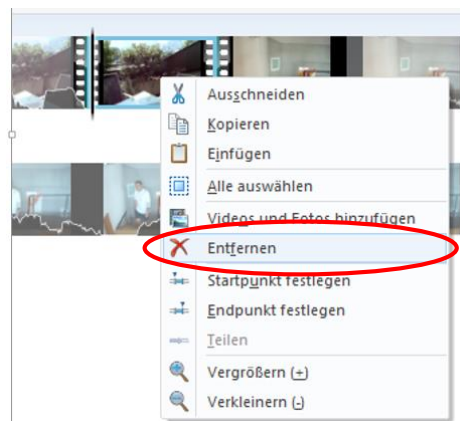 Ausschneiden
Kopieren
Einfügen
Alle auswählen
Videos und Fotos hinzufügen
Entfernen
Startpunkt festlegen
Endpunkt festlegen
Teilen
Vergrößern (+)
Verkleinern (-)